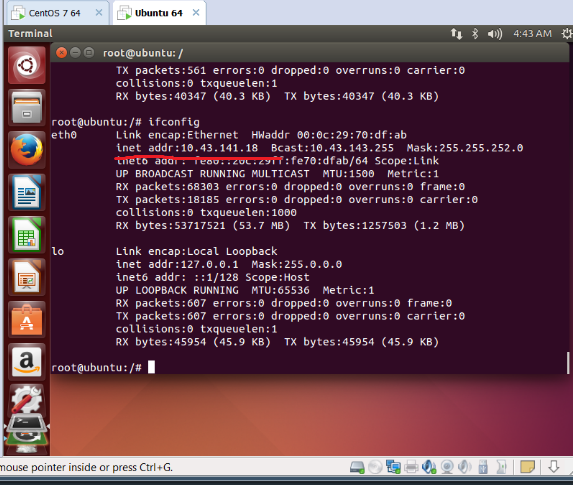 CentOS 7 64 × Ubuntu 64 ×
Terminal 4:43 AM
root@ubuntu: /
TX packets:561 errors:0 dropped:0 overruns:0 carrier:0
collisions:0 txqueuelen:1
RX bytes:40347 (40.3 KB) TX bytes:40347 (40.3 KB)
root@ubuntu:/# ifconfig
eth0 Link encap:Ethernet HWaddr 00:0c:29:70:df:ab
inet addr:10.43.141.18 Bcast:10.43.143.255 Mask:255.255.252.0
inet6 addr: fe80::20c:29ff:fe70:dfab/64 Scope:Link
UP BROADCAST RUNNING MULTICAST MTU:1500 Metric:1
RX packets:68303 errors:0 dropped:0 overruns:0 frame:0
TX packets:18185 errors:0 dropped:0 overruns:0 carrier:0
collisions:0 txqueuelen:1000
RX bytes:53717521 (53.7 MB) TX bytes:1257503 (1.2 MB)
lo Link encap:Local Loopback
inet addr:127.0.0.1 Mask:255.0.0.0
inet6 addr: ::1/128 Scope:Host
UP LOOPBACK RUNNING MTU:65536 Metric:1
RX packets:607 errors:0 dropped:0 overruns:0 frame:0
TX packets:607 errors:0 dropped:0 overruns:0 carrier:0
collisions:0 txqueuelen:1
RX bytes:45954 (45.9 KB) TX bytes:45954 (45.9 KB)
root@ubuntu:/#
mouse pointer inside or press Ctrl+G.